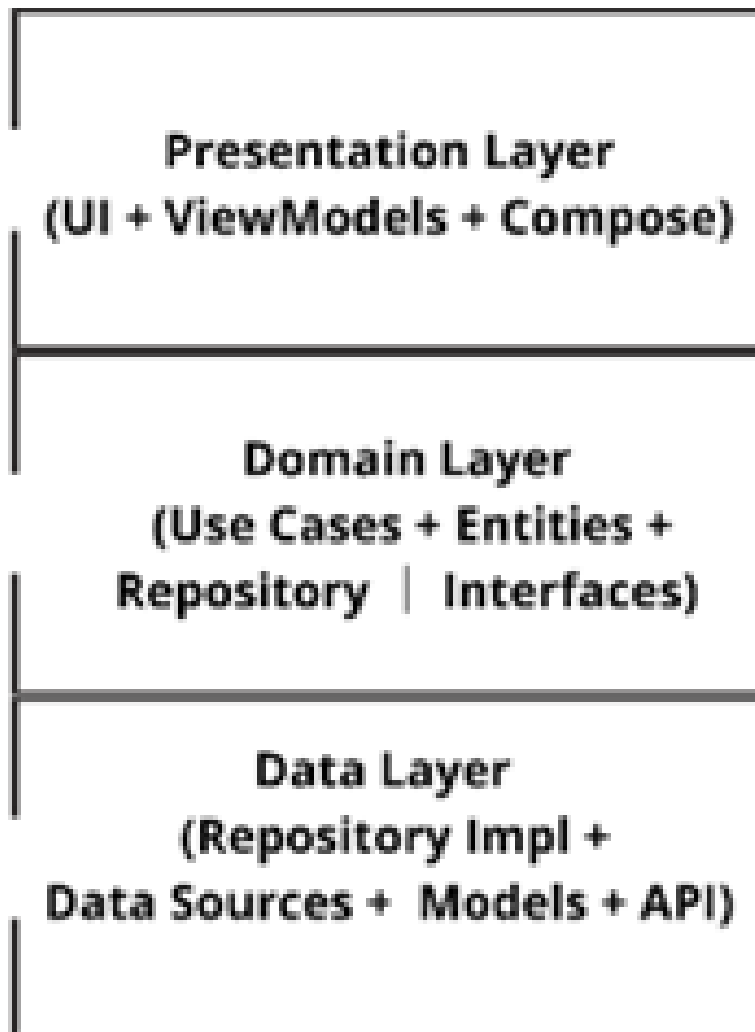 Presentation Layer
(UI + ViewModels + Compose)
Domain Layer
(Use Cases + Entities +
Repository | Interfaces)
Data Layer
(Repository Impl +
Data Sources + Models + API)